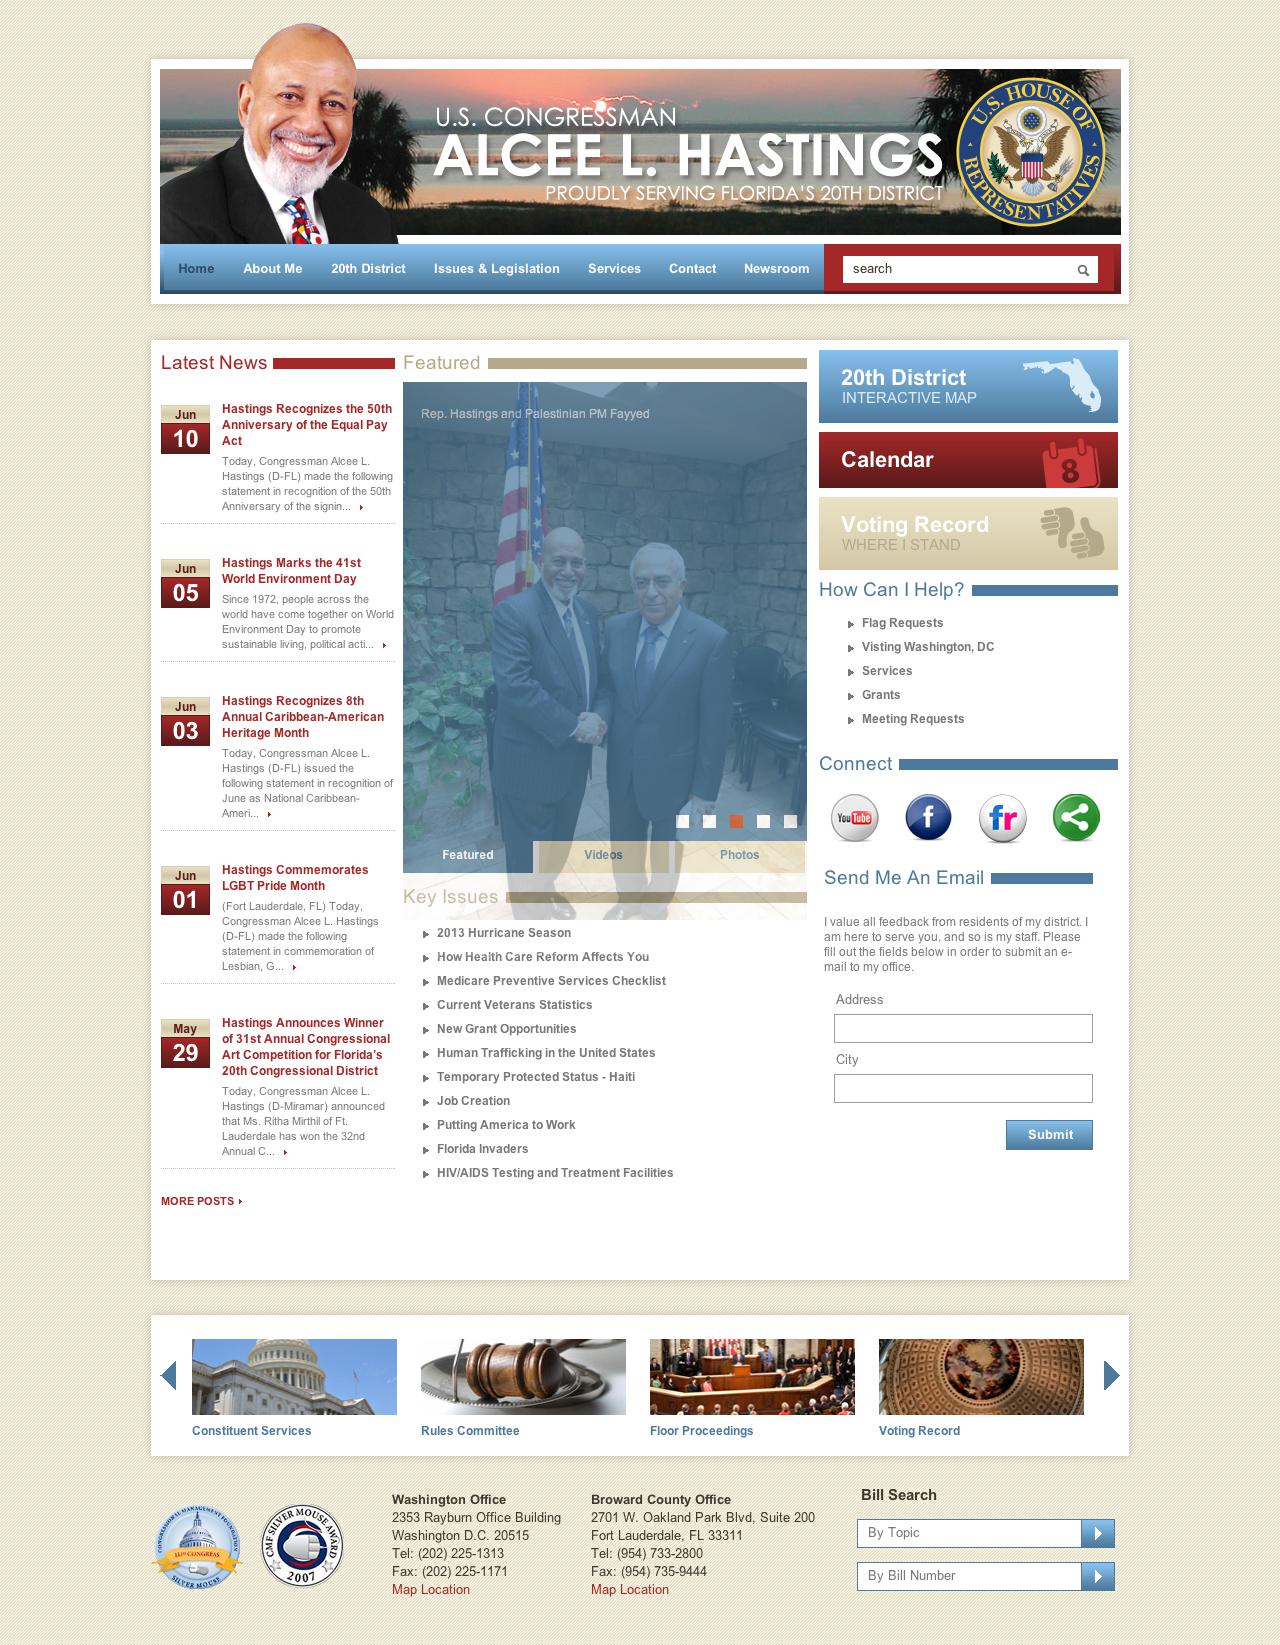 U.S. CONGRESSMAN
ALCEE L. HASTINGS
PROUDLY SERVING FLORIDA'S 20TH DISTRICT
U.S. HOUSE OF
REPRESENTATIVES
Home
About Me
20th District
Issues & Legislation
Services
Contact
Newsroom
search
Latest News
Jun
10
Hastings Recognizes the 50th
Anniversary of the Equal Pay
Act
Today, Congressman Alcee L.
Hastings (D-FL) made the following
statement in recognition of the 50th
Anniversary of the signin...
Jun
05
Hastings Marks the 41st
World Environment Day
Since 1972, people across the
world have come together on World
Environment Day to promote
sustainable living, political acti...
Jun
03
Hastings Recognizes 8th
Annual Caribbean-American
Heritage Month
Today, Congressman Alcee L.
Hastings (D-FL) issued the
following statement in recognition of
June as National Caribbean-
Ameri...
Jun
01
Hastings Commemorates
LGBT Pride Month
(Fort Lauderdale, FL) Today,
Congressman Alcee L. Hastings
(D-FL) made the following
statement in commemoration of
Lesbian, G...
May
29
Hastings Announces Winner
of 31st Annual Congressional
Art Competition for Florida's
20th Congressional District
Today, Congressman Alcee L.
Hastings (D-Miramar) announced
that Ms. Ritha Mirthil of Ft.
Lauderdale has won the 32nd
Annual C...
MORE POSTS
Featured
Rep. Hastings and Palestinian PM Fayyed
Featured
Videos
Photos
Key Issues
2013 Hurricane Season
How Health Care Reform Affects You
Medicare Preventive Services Checklist
Current Veterans Statistics
New Grant Opportunities
Human Trafficking in the United States
Temporary Protected Status - Haiti
Job Creation
Putting America to Work
Florida Invaders
HIV/AIDS Testing and Treatment Facilities
20th District
INTERACTIVE MAP
Calendar
8
Voting Record
WHERE I STAND
How Can I Help?
Flag Requests
Visting Washington, DC
Services
Grants
Meeting Requests
Connect
You Tube
f
fr
Send Me An Email
I value all feedback from residents of my district. I
am here to serve you, and so is my staff. Please
fill out the fields below in order to submit an e-
mail to my office.
Address
City
Submit
Constituent Services
Rules Committee
Floor Proceedings
Voting Record
CONGRESSIONAL MANAGEMENT FOUNDATION
111th CONGRESS
SILVER MOUSE
CMF SILVER MOUSE AWARD
2007
Washington Office
2353 Rayburn Office Building
Washington D.C. 20515
Tel: (202) 225-1313
Fax: (202) 225-1171
Map Location
Broward County Office
2701 W. Oakland Park Blvd, Suite 200
Fort Lauderdale, FL 33311
Tel: (954) 733-2800
Fax: (954) 735-9444
Map Location
Bill Search
By Topic
By Bill Number